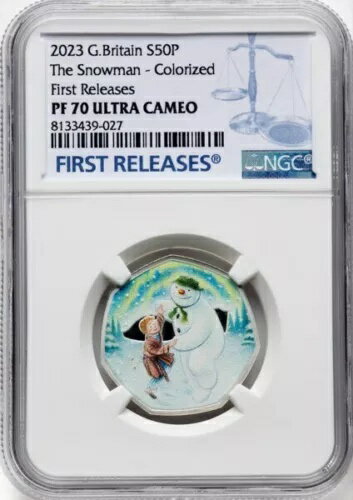 2023 G.Britain S50P
The Snowman - Colorized
First Releases
PF 70 ULTRA CAMEO
8133439-027
FIRST RELEASES®
NGC®